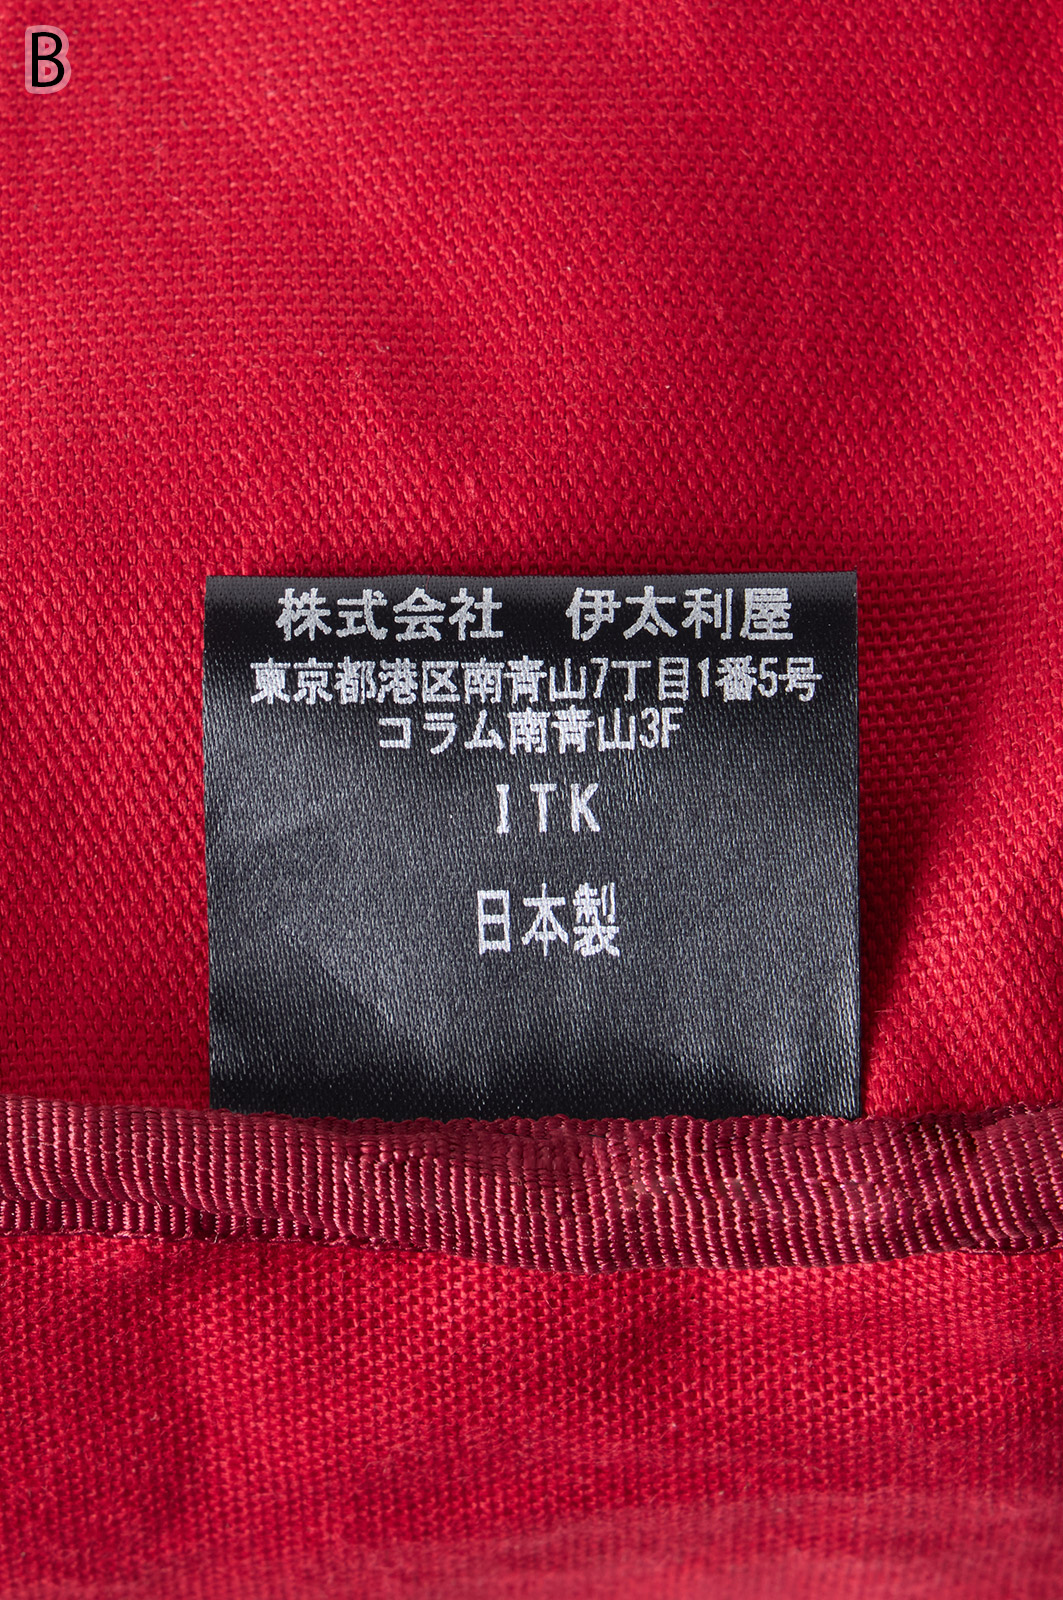 B
株式会社　伊太利屋
東京都港区南青山7丁目1番5号
コラム南青山3F
ITK
日本製